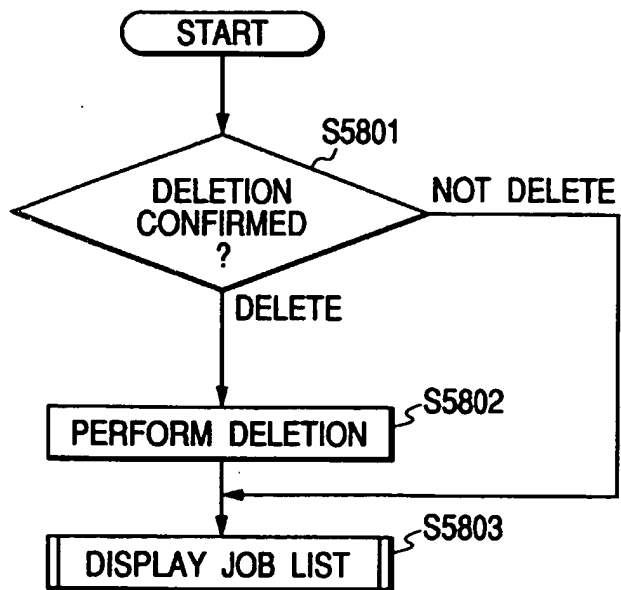 START
S5801
DELETION
CONFIRMED
?
NOT DELETE
DELETE
S5802
PERFORM DELETION
S5803
DISPLAY JOB LIST